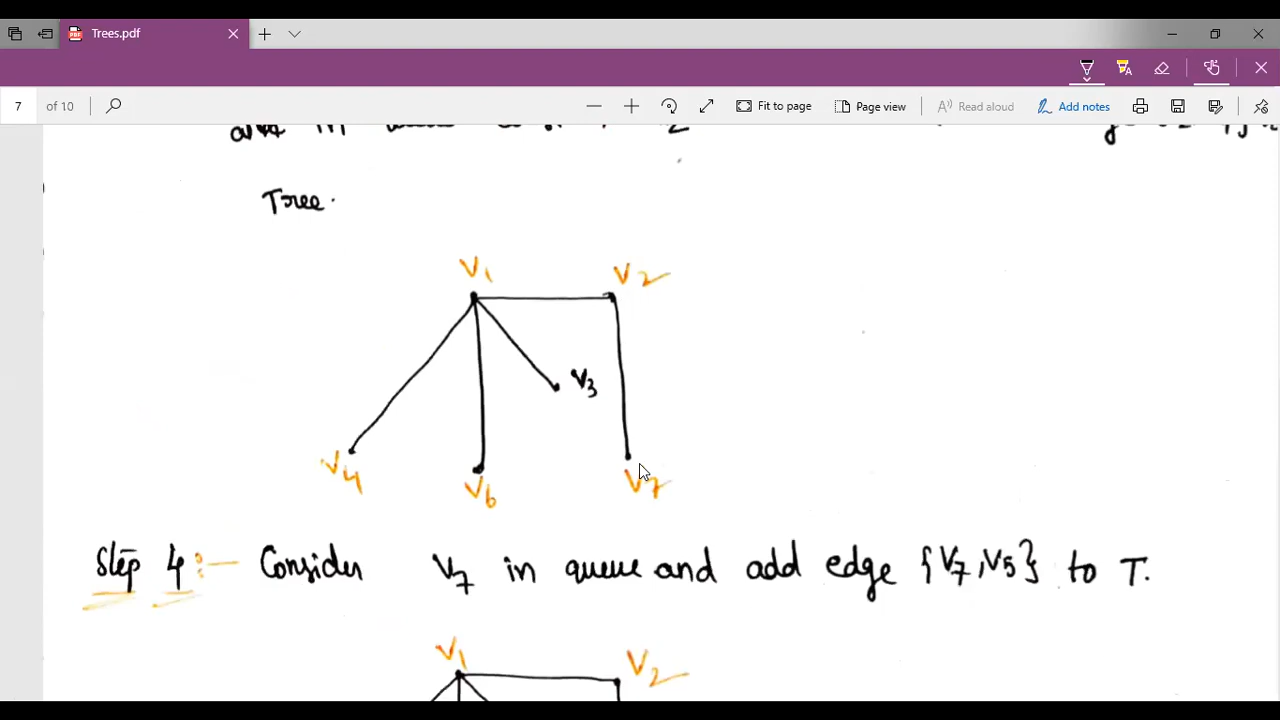 Trees.pdf
7 of 10
Fit to page
Page view
Read aloud
Add notes
Tree.
V1
V2
V3
V4
V6
V7
Step 4:- Consider V7 in queue and add edge {V7,V5} to T.
V1
V2